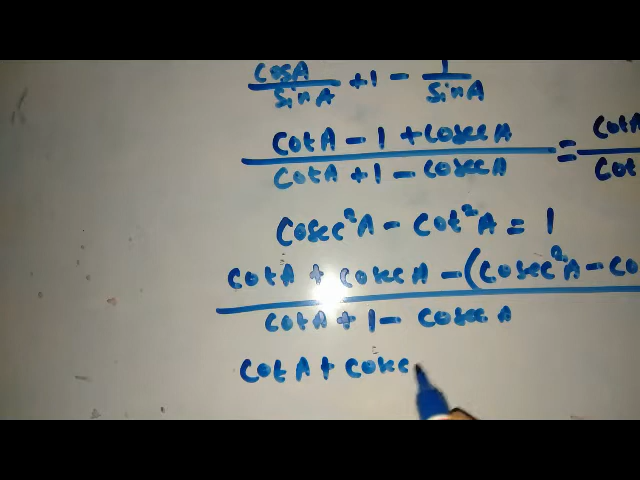 CosA/SinA + 1 - 1/SinA
CotA - 1 + CosecA / CotA + 1 - CosecA = CotA / Cot
Cosec²A - Cot²A = 1
CotA + CosecA - (Cosec²A - Co
CotA + 1 - CosecA
CotA + Cosec